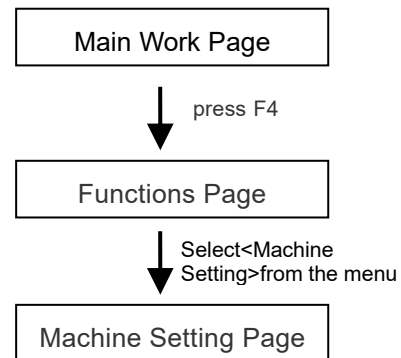 Main Work Page
press F4
Functions Page
Select<Machine
Setting>from the menu
Machine Setting Page